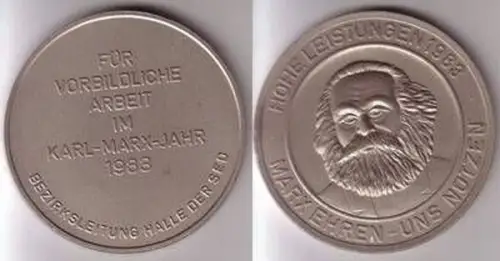 FÜR
VORBILDLICHE
ARBEIT
IM
KARL-MARX-JAHR
1983
BEZIRKSLEITUNG HALLE DER SED
HOHE LEISTUNGEN 1983
MARX EHREN - UNS NUTZEN